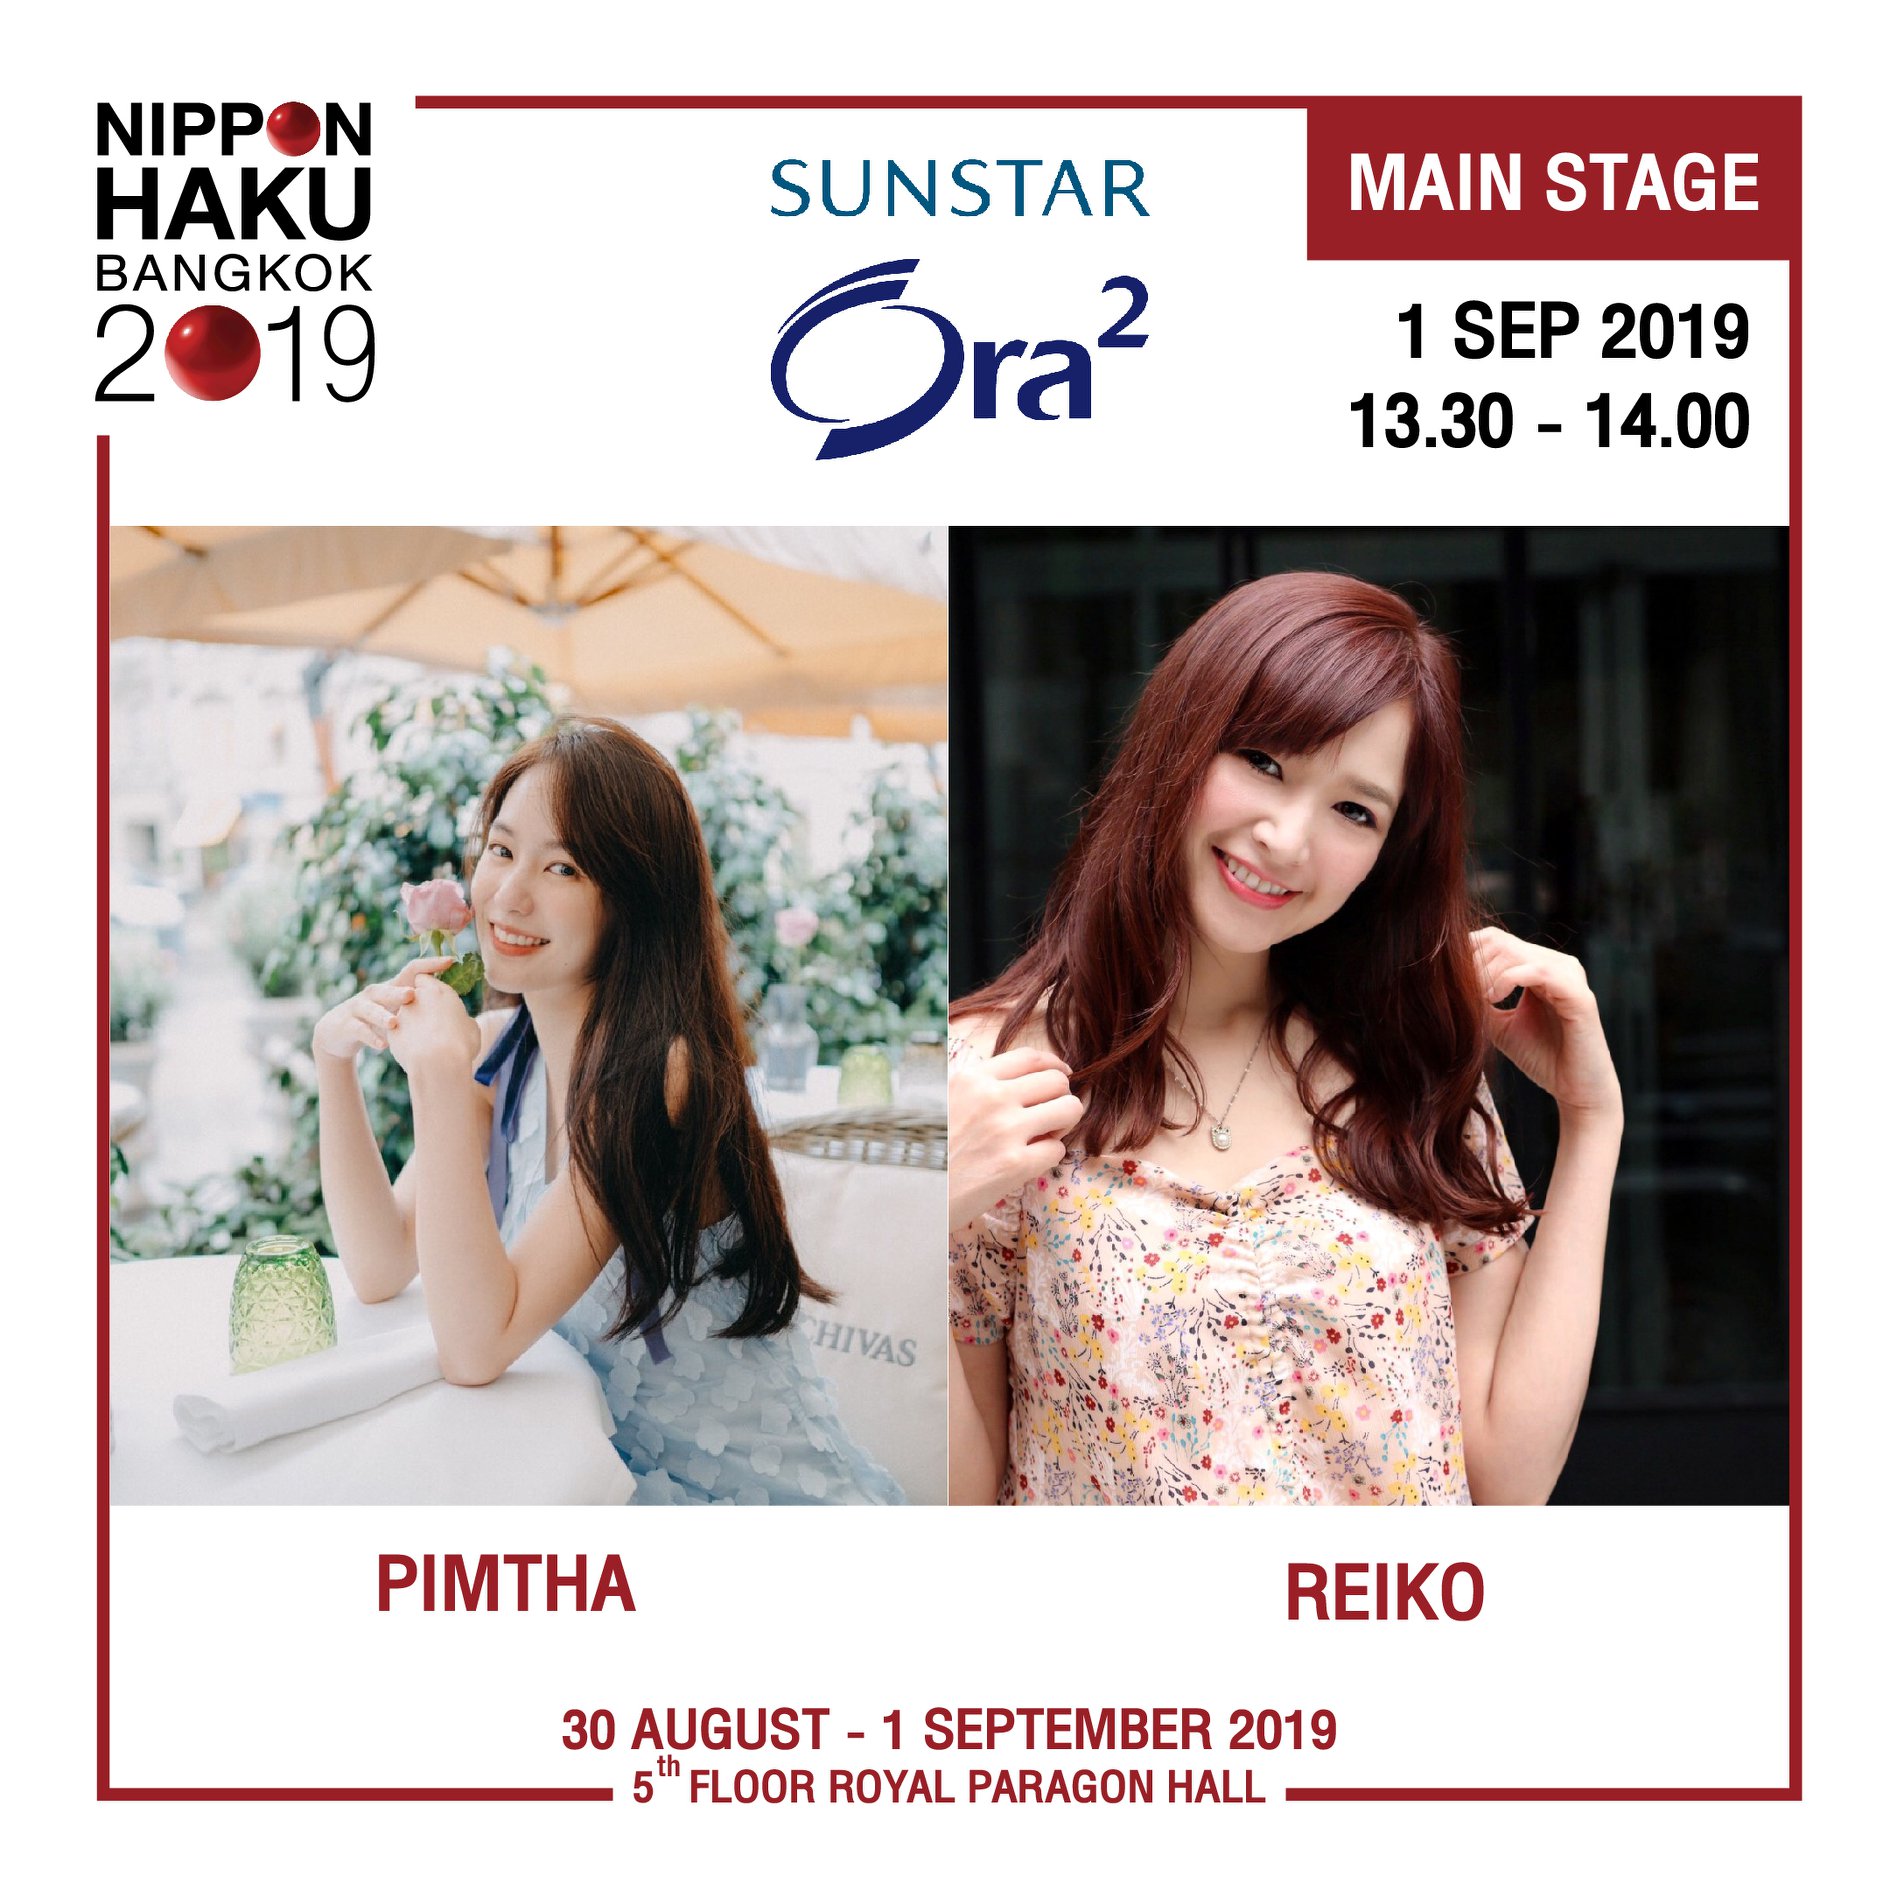 NIPPON
HAKU
BANGKOK
2019
SUNSTAR
Ora²
MAIN STAGE
1 SEP 2019
13.30 - 14.00
CHIVAS
PIMTHA
REIKO
30 AUGUST - 1 SEPTEMBER 2019
5th FLOOR ROYAL PARAGON HALL